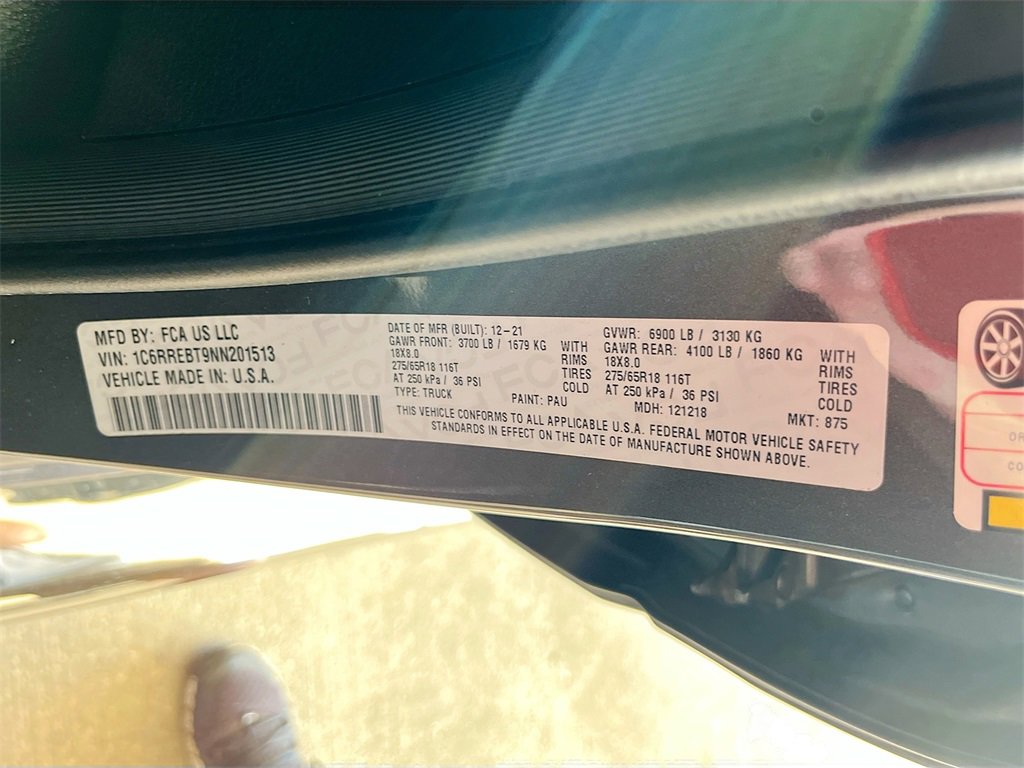 MFD BY: FCA US LLC
VIN: 1C6RREBT9NN201513
VEHICLE MADE IN: U.S.A.
DATE OF MFR (BUILT): 12-21
GAWR FRONT: 3700 LB / 1679 KG WITH
18X8.0 RIMS
275/65R18 116T TIRES
AT 250 kPa / 36 PSI COLD
TYPE: TRUCK PAINT: PAU
GVWR: 6900 LB / 3130 KG
GAWR REAR: 4100 LB / 1860 KG WITH
18X8.0 RIMS
275/65R18 116T TIRES
AT 250 kPa / 36 PSI COLD
MDH: 121218 MKT: 875
THIS VEHICLE CONFORMS TO ALL APPLICABLE U.S.A. FEDERAL MOTOR VEHICLE SAFETY
STANDARDS IN EFFECT ON THE DATE OF MANUFACTURE SHOWN ABOVE.